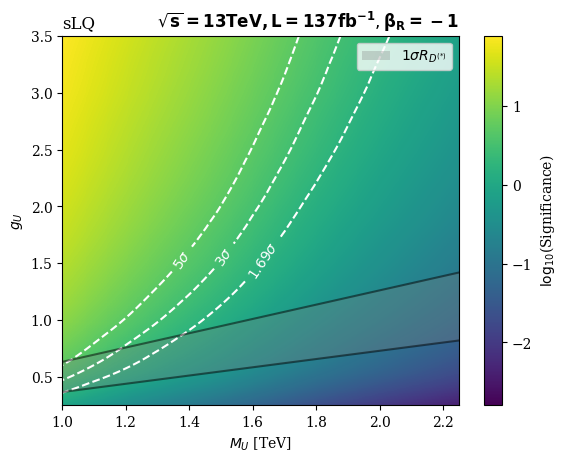 sLQ
√s = 13TeV, L = 137fb⁻¹, β_R = −1
1σR_D(*)
3.5
3.0
2.5
2.0
1.5
1.0
0.5
g_U
5σ
3σ
1.69σ
1.0
1.2
1.4
1.6
1.8
2.0
2.2
M_U [TeV]
1
0
−1
−2
log₁₀(Significance)